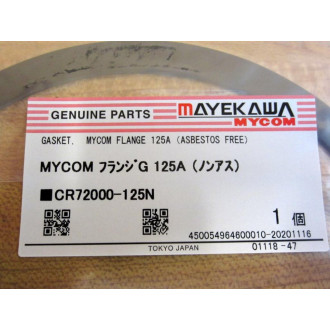 GENUINE PARTS
MAYEKAWA
MYCOM
GASKET, MYCOM FLANGE 125A (ASBESTOS FREE)
MYCOM フランジG 125A (ノンアス)
■CR72000-125N
1 個
450054964600010-20201116
TOKYO JAPAN
01118-47